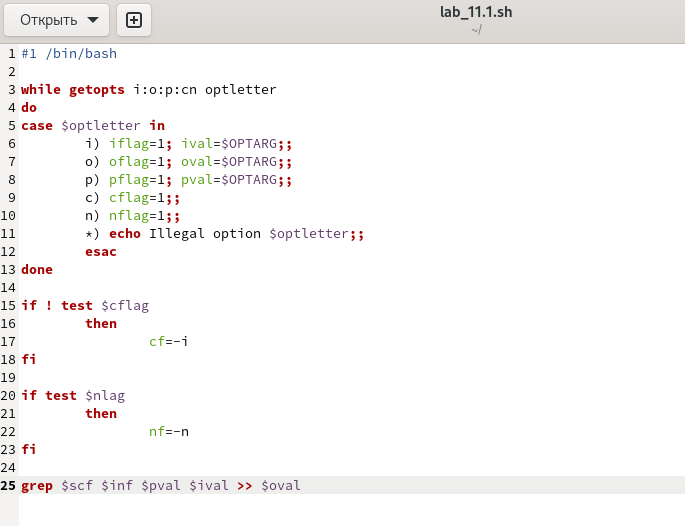 Открыть
lab_11.1.sh
~/
1 #1 /bin/bash
2
3 while getopts i:o:p:cn optletter
4 do
5 case $optletter in
6         i) iflag=1; ival=$OPTARG;;
7         o) oflag=1; oval=$OPTARG;;
8         p) pflag=1; pval=$OPTARG;;
9         c) cflag=1;;
10         n) nflag=1;;
11         *) echo Illegal option $optletter;;
12         esac
13 done
14
15 if ! test $cflag
16         then
17                 cf=-i
18 fi
19
20 if test $nlag
21         then
22                 nf=-n
23 fi
24
25 grep $scf $inf $pval $ival >> $oval